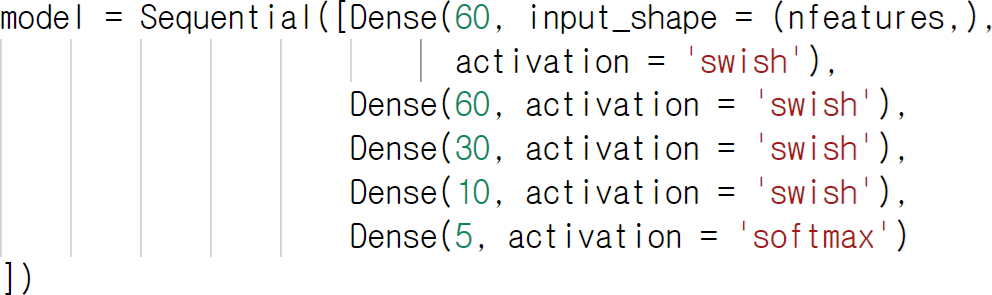 model = Sequential([Dense(60, input_shape = (nfeatures,),
activation = 'swish'),
Dense(60, activation = 'swish'),
Dense(30, activation = 'swish'),
Dense(10, activation = 'swish'),
Dense(5, activation = 'softmax')
])